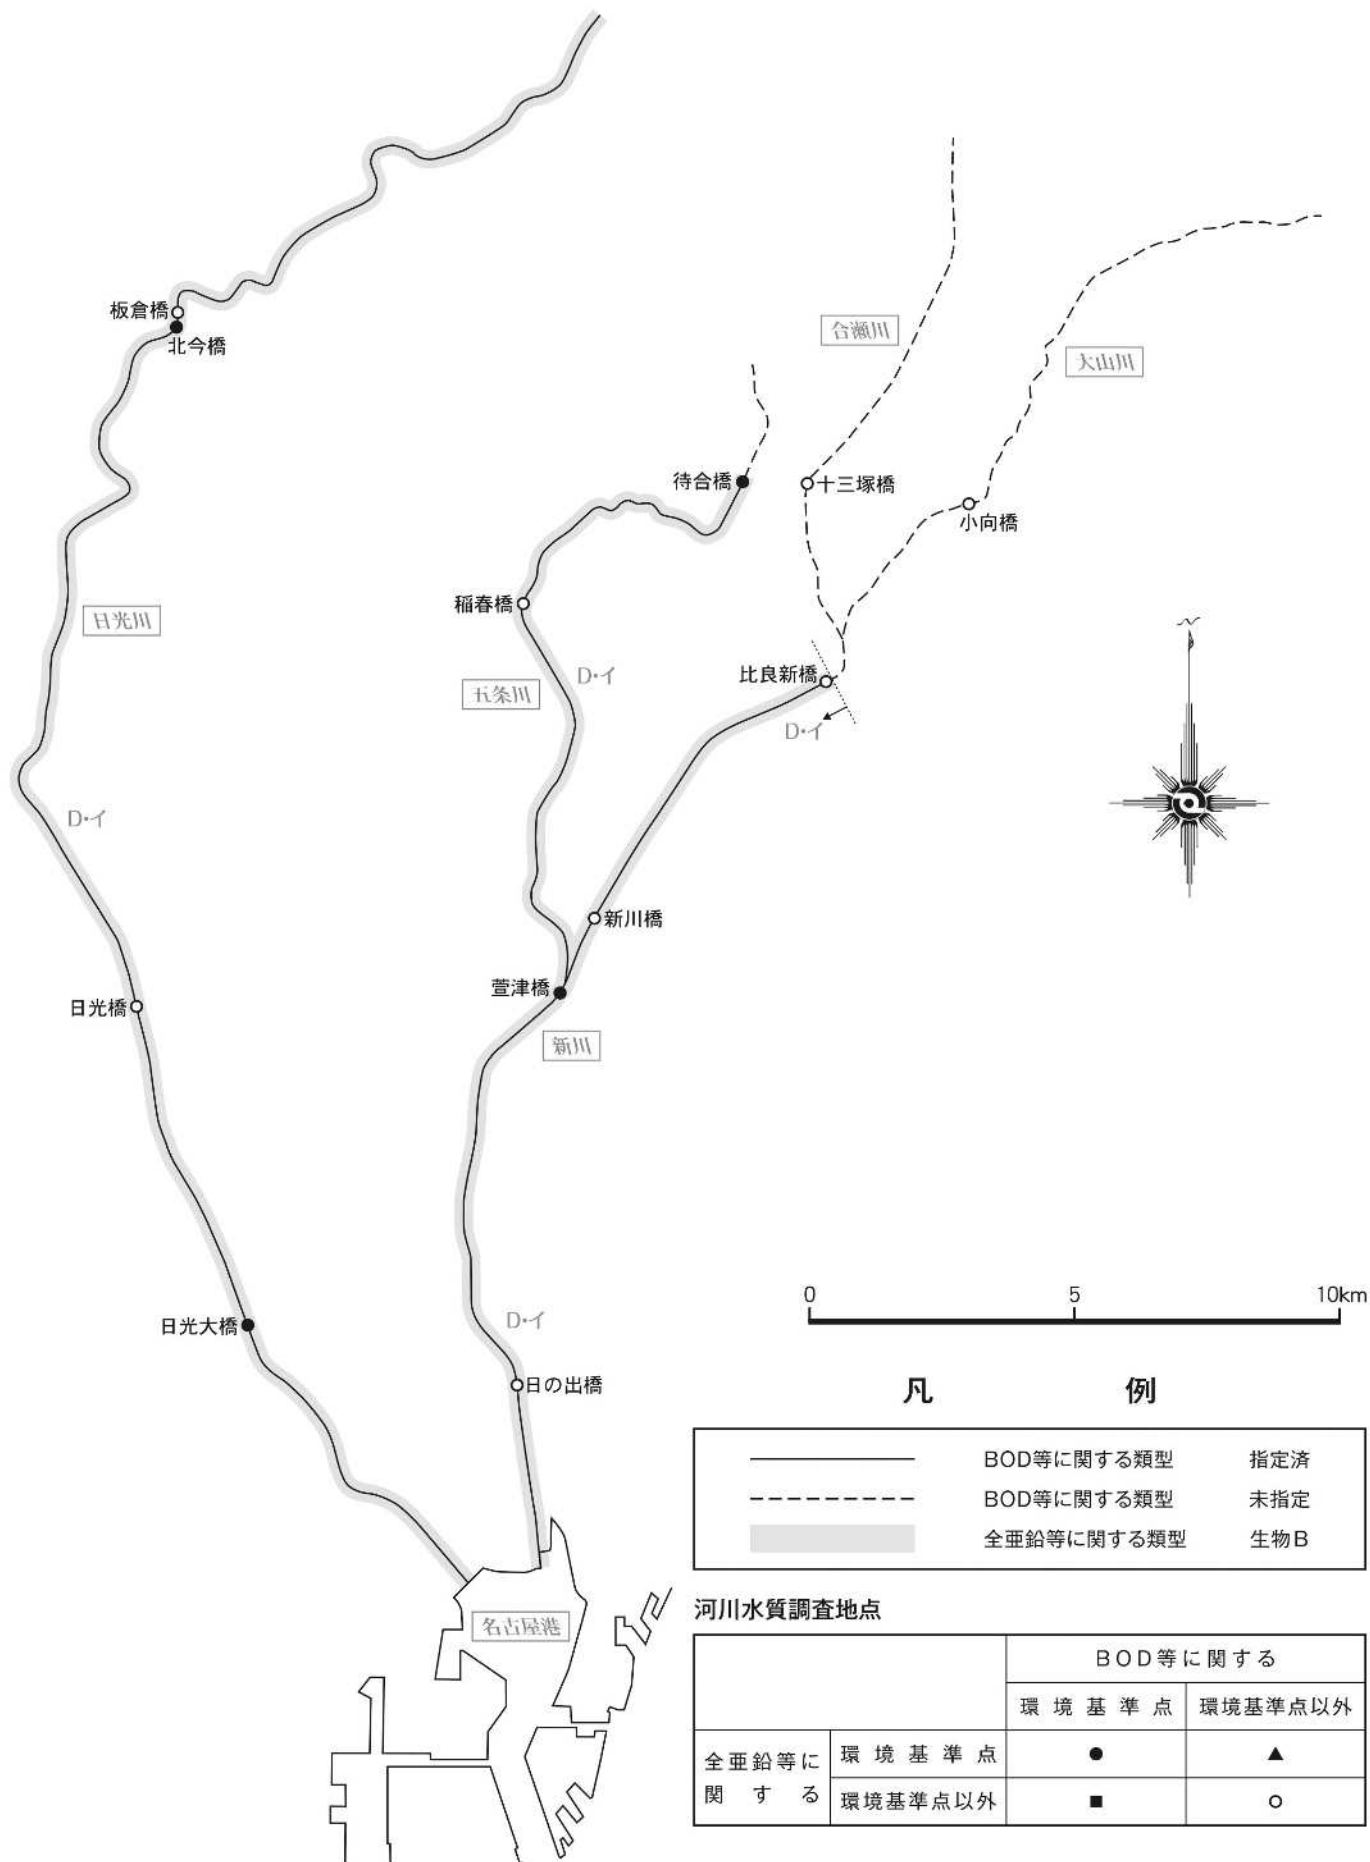 板倉橋
北今橋
合瀬川
大山川
待合橋
十三塚橋
小向橋
稲春橋
日光川
D・イ
五条川
比良新橋
D・イ
D・イ
新川橋
萱津橋
日光橋
新川
0 5 10km
D・イ
日光大橋
日の出橋
凡 例
BOD等に関する類型 指定済
BOD等に関する類型 未指定
全亜鉛等に関する類型 生物B
名古屋港
河川水質調査地点
BOD等に関する
環境基準点 環境基準点以外
全亜鉛等に関する 環境基準点 ● ▲
環境基準点以外 ■ ○